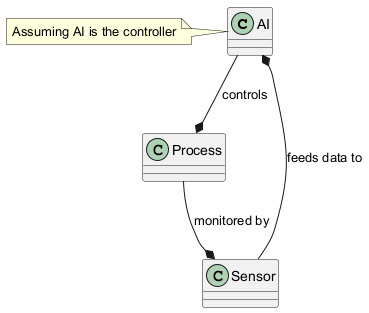 Assuming AI is the controller
C AI
controls
C Process
feeds data to
monitored by
C Sensor